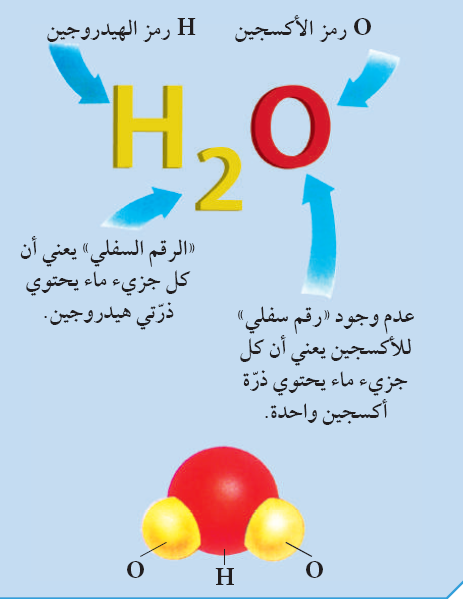 O رمز الأكسجين
H رمز الهيدروجين
H2O
«الرقم السفلي» يعني أن
كل جزيء ماء يحتوي
ذرّتي هيدروجين.
عدم وجود «رقم سفلي»
للأكسجين يعني أن كل
جزيء ماء يحتوي ذرّة
أكسجين واحدة.
O
H
O